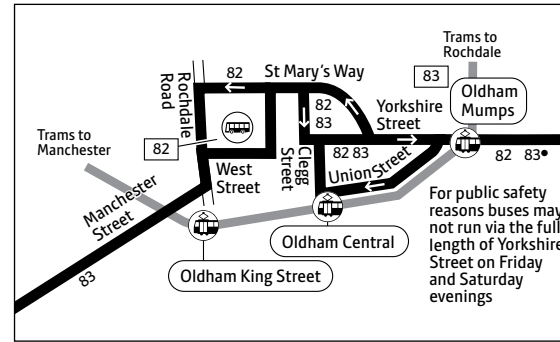 Trams to
Rochdale
83
Oldham
Mumps
82
St Mary's Way
Rochdale
Road
82
83
Yorkshire
Street
Trams to
Manchester
82
West
Street
Clegg
Street
82 83
Union Street
82
83•
Manchester
Street
83
Oldham Central
Oldham King Street
For public safety
reasons buses may
not run via the full
length of Yorkshire
Street on Friday
and Saturday
evenings